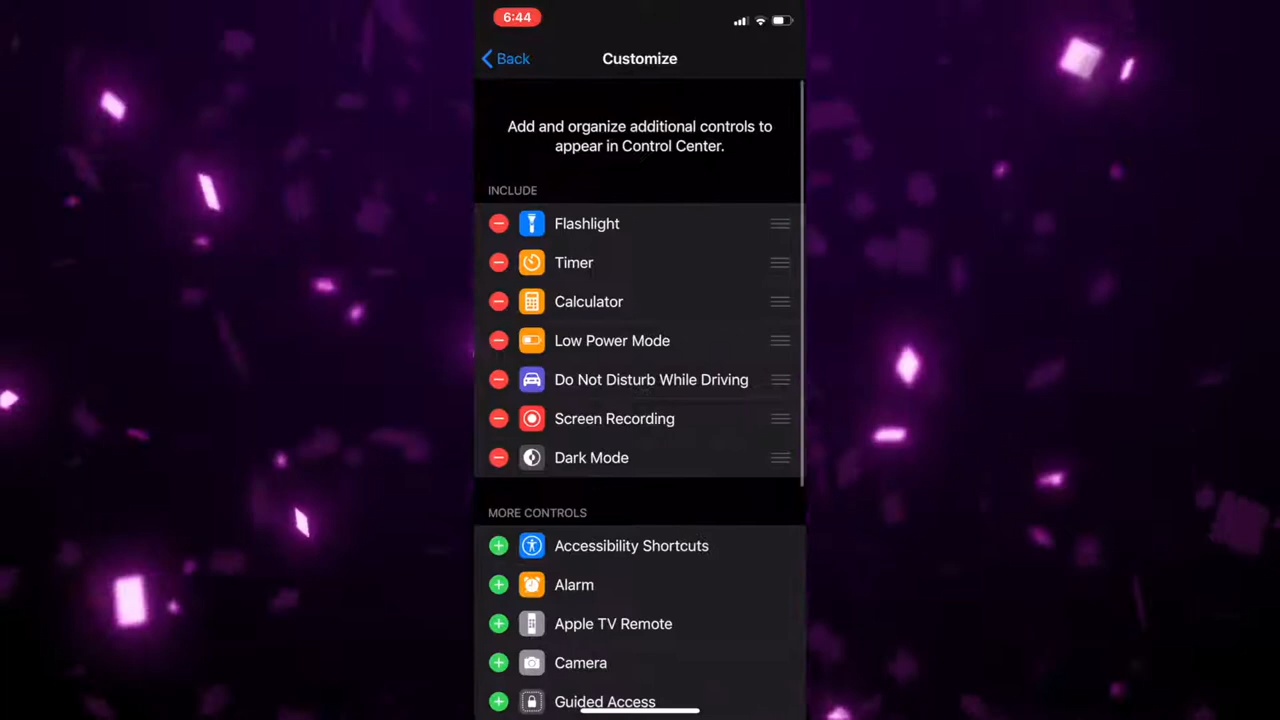 6:44
Back
Customize
Add and organize additional controls to
appear in Control Center.
INCLUDE
Flashlight
Timer
Calculator
Low Power Mode
Do Not Disturb While Driving
Screen Recording
Dark Mode
MORE CONTROLS
Accessibility Shortcuts
Alarm
Apple TV Remote
Camera
Guided Access